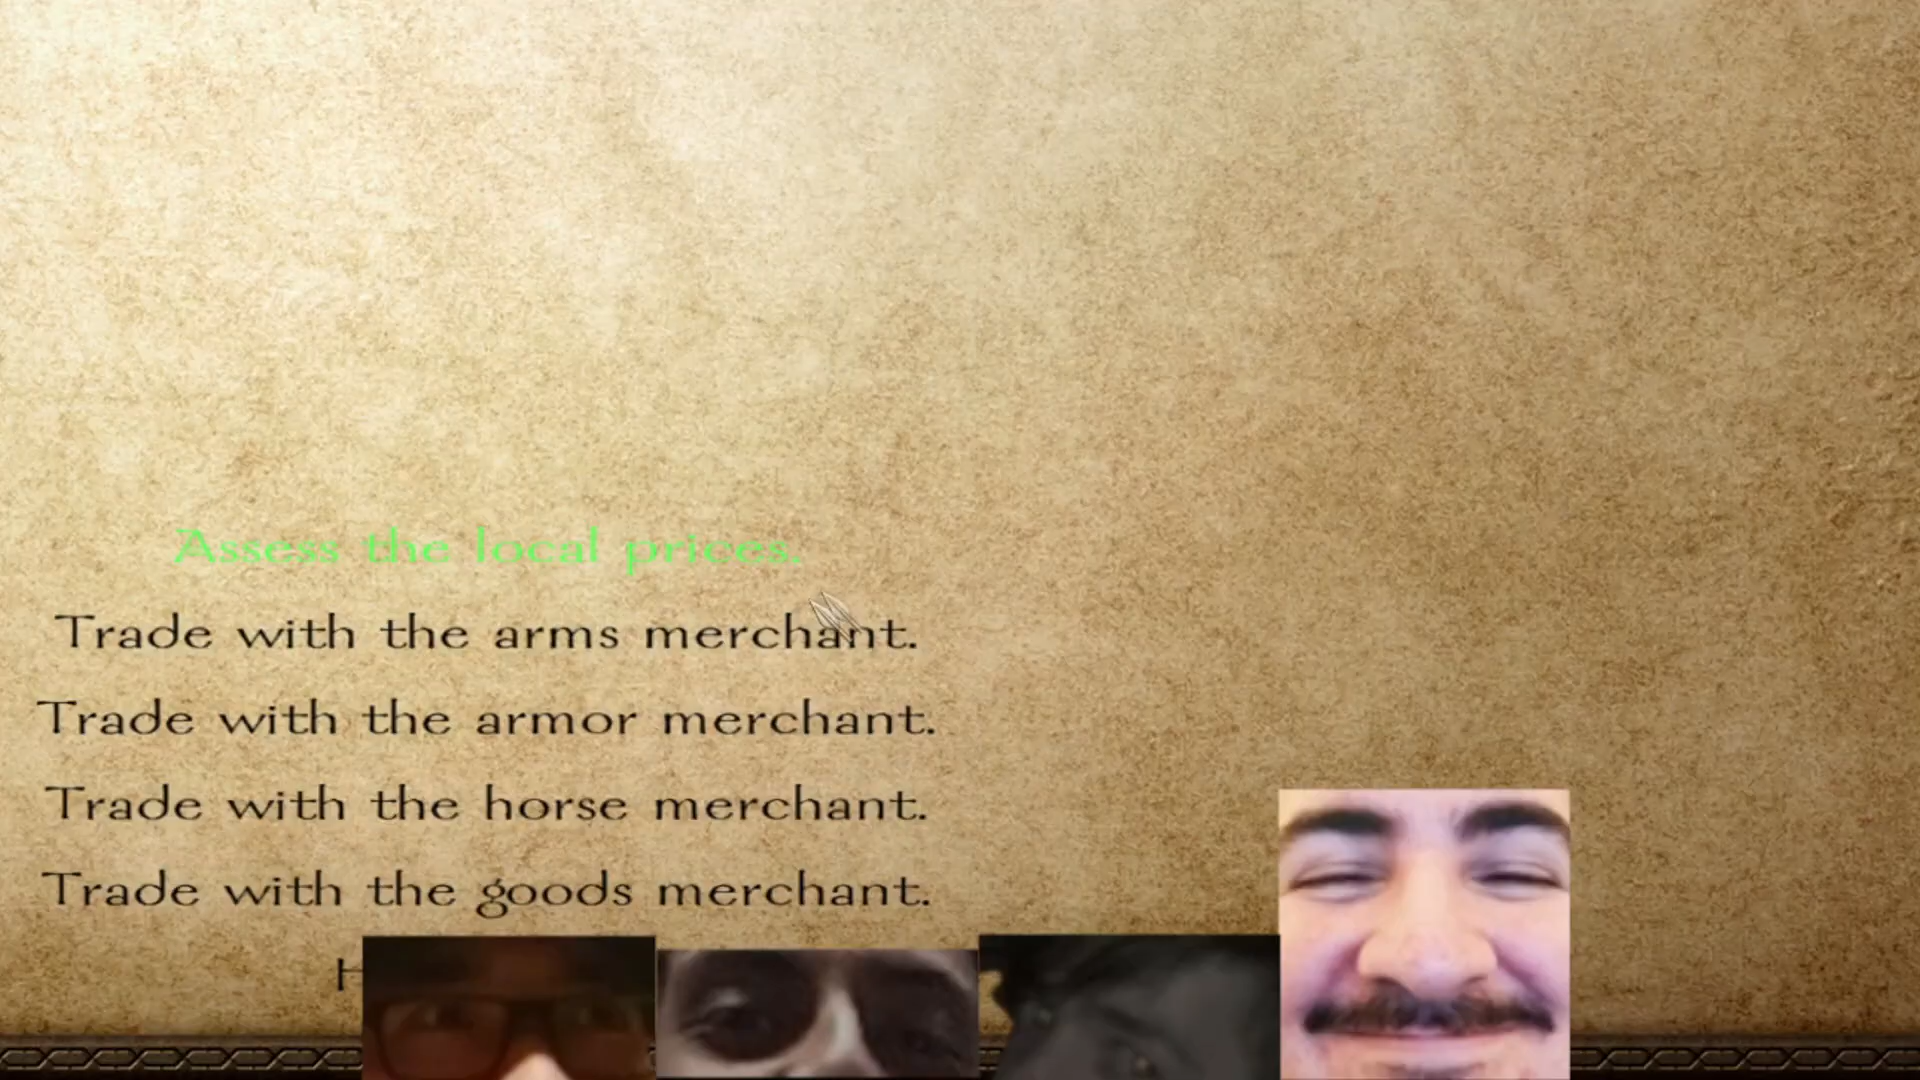 Assess the local prices.
Trade with the arms merchant.
Trade with the armor merchant.
Trade with the horse merchant.
Trade with the goods merchant.